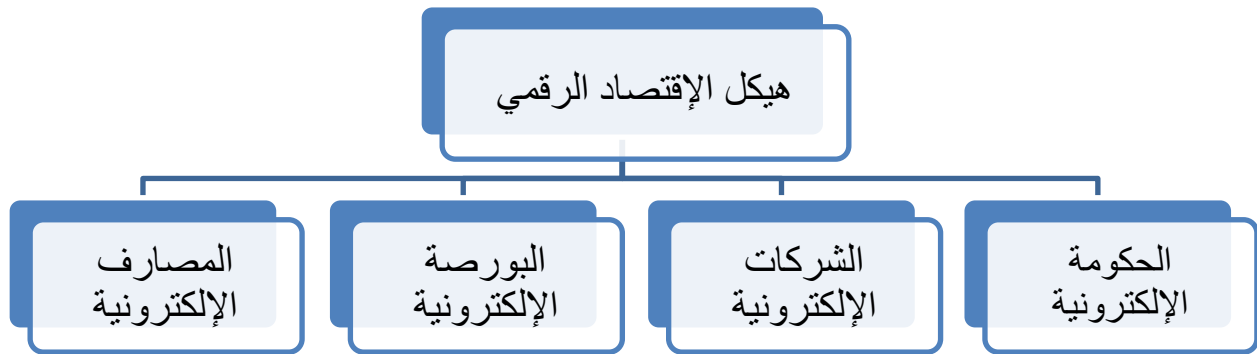 هيكل الإقتصاد الرقمي
الحكومة
الإلكترونية
الشركات
الإلكترونية
البورصة
الإلكترونية
المصارف
الإلكترونية